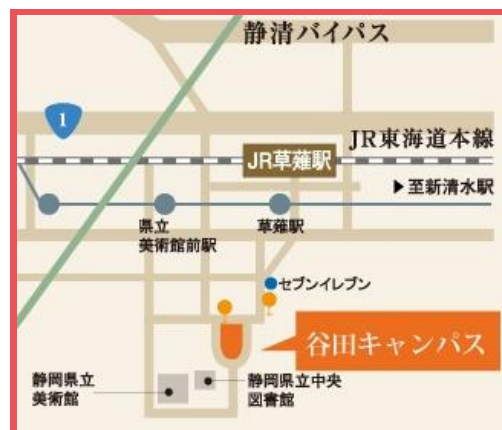 静清バイパス
1
JR東海道本線
JR草薙駅
▶至新清水駅
県立
美術館前駅
草薙駅
セブンイレブン
谷田キャンパス
静岡県立
美術館
静岡県立中央
図書館